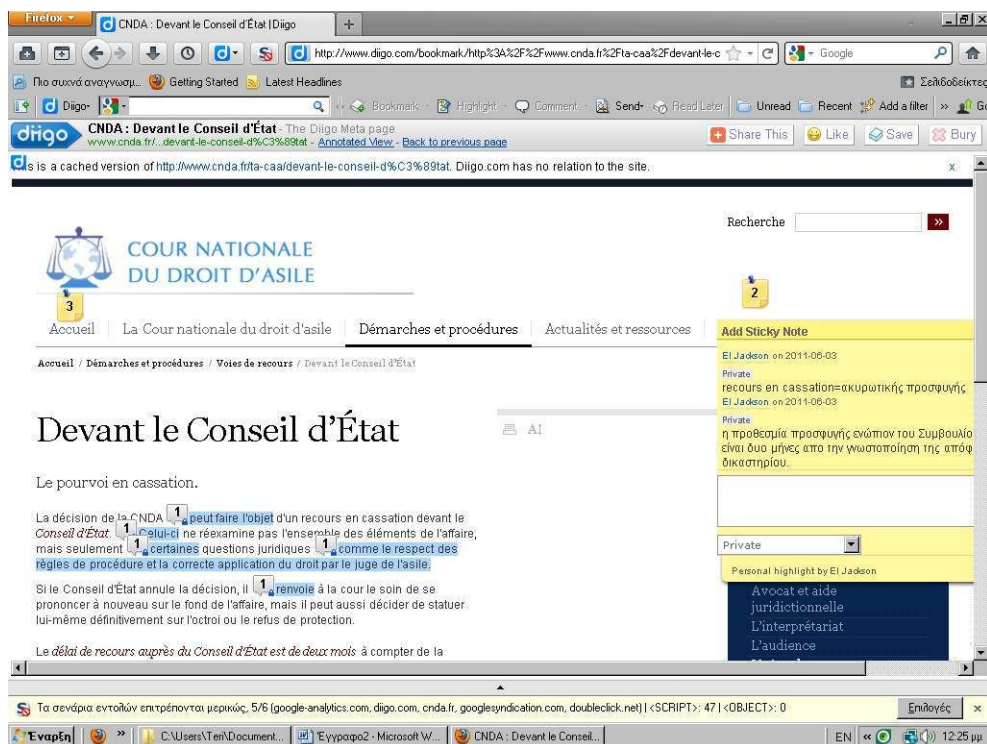 Firefox
CNDA : Devant le Conseil d'État | Diigo
http://www.diigo.com/bookmark/http%3A%2F%2Fwww.cnda.fr%2Fta-caa%2Fdevant-le-c
Google
Πιο συχνά αναγνωσμ... Getting Started Latest Headlines
Σελιδοδείκτες
Diigo Bookmark Highlight Comment Send Read Later Unread Recent Add a filter »
diigo CNDA : Devant le Conseil d'État - The Diigo Meta page
www.cnda.fr/...devant-le-conseil-d%C3%89tat - Annotated View - Back to previous page
Share This Like Save Bury
s is a cached version of http://www.cnda.fr/ta-caa/devant-le-conseil-d%C3%89tat. Diigo.com has no relation to the site. x
Recherche »
COUR NATIONALE
DU DROIT D'ASILE
3
2
Accueil La Cour nationale du droit d'asile Démarches et procédures Actualités et ressources
Accueil / Démarches et procédures / Voies de recours / Devant le Conseil d'État
Add Sticky Note
El Jackson on 2011-06-03
Private
recours en cassation=ακυρωτικής προσφυγής
El Jackson on 2011-06-03
Private
η προθεσμία προσφυγής ενώπιον του Συμβουλίο
είναι δυο μήνες απο την γνωστοποίηση της απόφ
δικαστηρίου.
Private
Personal highlight by El Jackson
Devant le Conseil d'État
AI
Le pourvoi en cassation.
La décision de la CNDA 1 peut faire l'objet d'un recours en cassation devant le
Conseil d'État. 1 Celui-ci ne réexamine pas l'ensemble des éléments de l'affaire,
mais seulement 1 certaines questions juridiques 1 comme le respect des
règles de procédure et la correcte application du droit par le juge de l'asile.
Si le Conseil d'État annule la décision, il 1 renvoie à la cour le soin de se
prononcer à nouveau sur le fond de l'affaire, mais il peut aussi décider de statuer
lui-même définitivement sur l'octroi ou le refus de protection.
Le délai de recours auprès du Conseil d'État est de deux mois à compter de la
Avocat et aide
juridictionnelle
L'interprétariat
L'audience
Τα σενάρια εντολών επιτρέπονται μερικώς, 5/6 (google-analytics.com, diigo.com, cnda.fr, googlesyndication.com, doubleclick.net) | <SCRIPT>: 47 | <OBJECT>: 0
Επιλογές x
Έναρξη » C:\Users\Teri\Document... Έγγραφο2 - Microsoft W... CNDA : Devant le Conseil... EN « 12:25 μμ